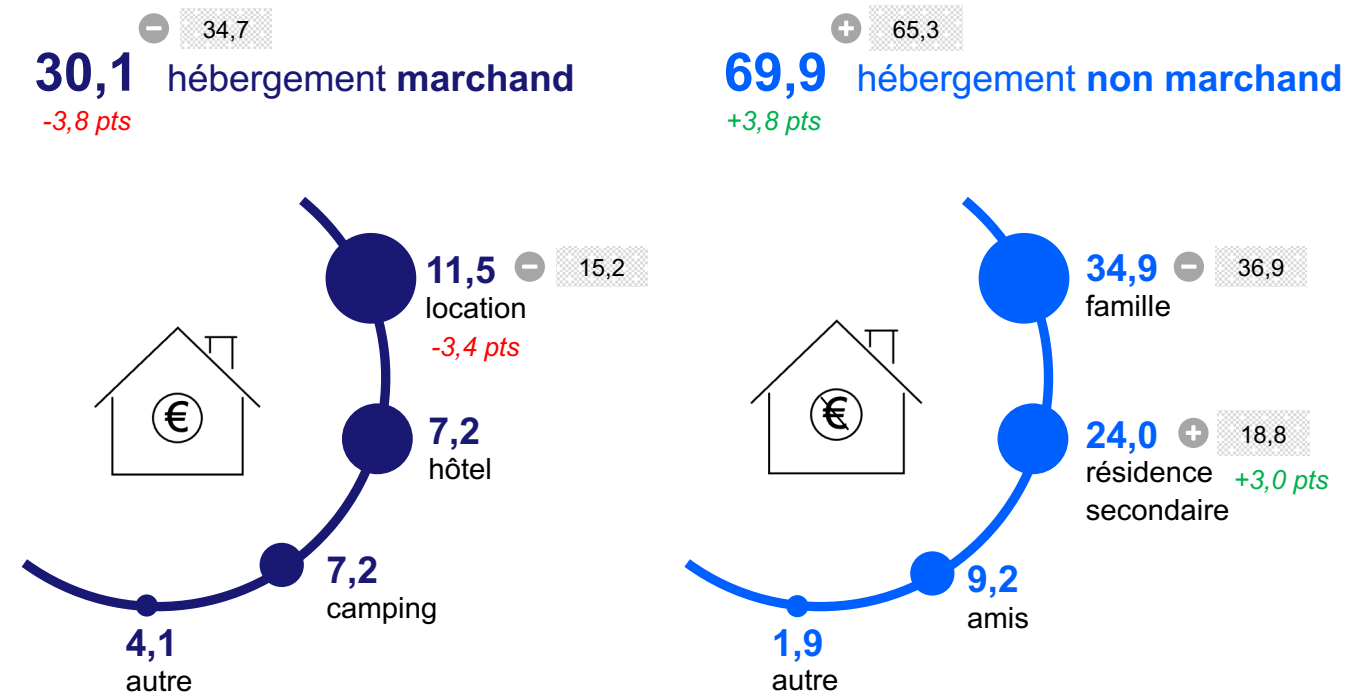 34,7
30,1 hébergement marchand
-3,8 pts
11,5 15,2
location
-3,4 pts
€
7,2
hôtel
7,2
camping
4,1
autre
65,3
69,9 hébergement non marchand
+3,8 pts
34,9 36,9
famille
€
24,0 18,8
résidence +3,0 pts
secondaire
9,2
amis
1,9
autre